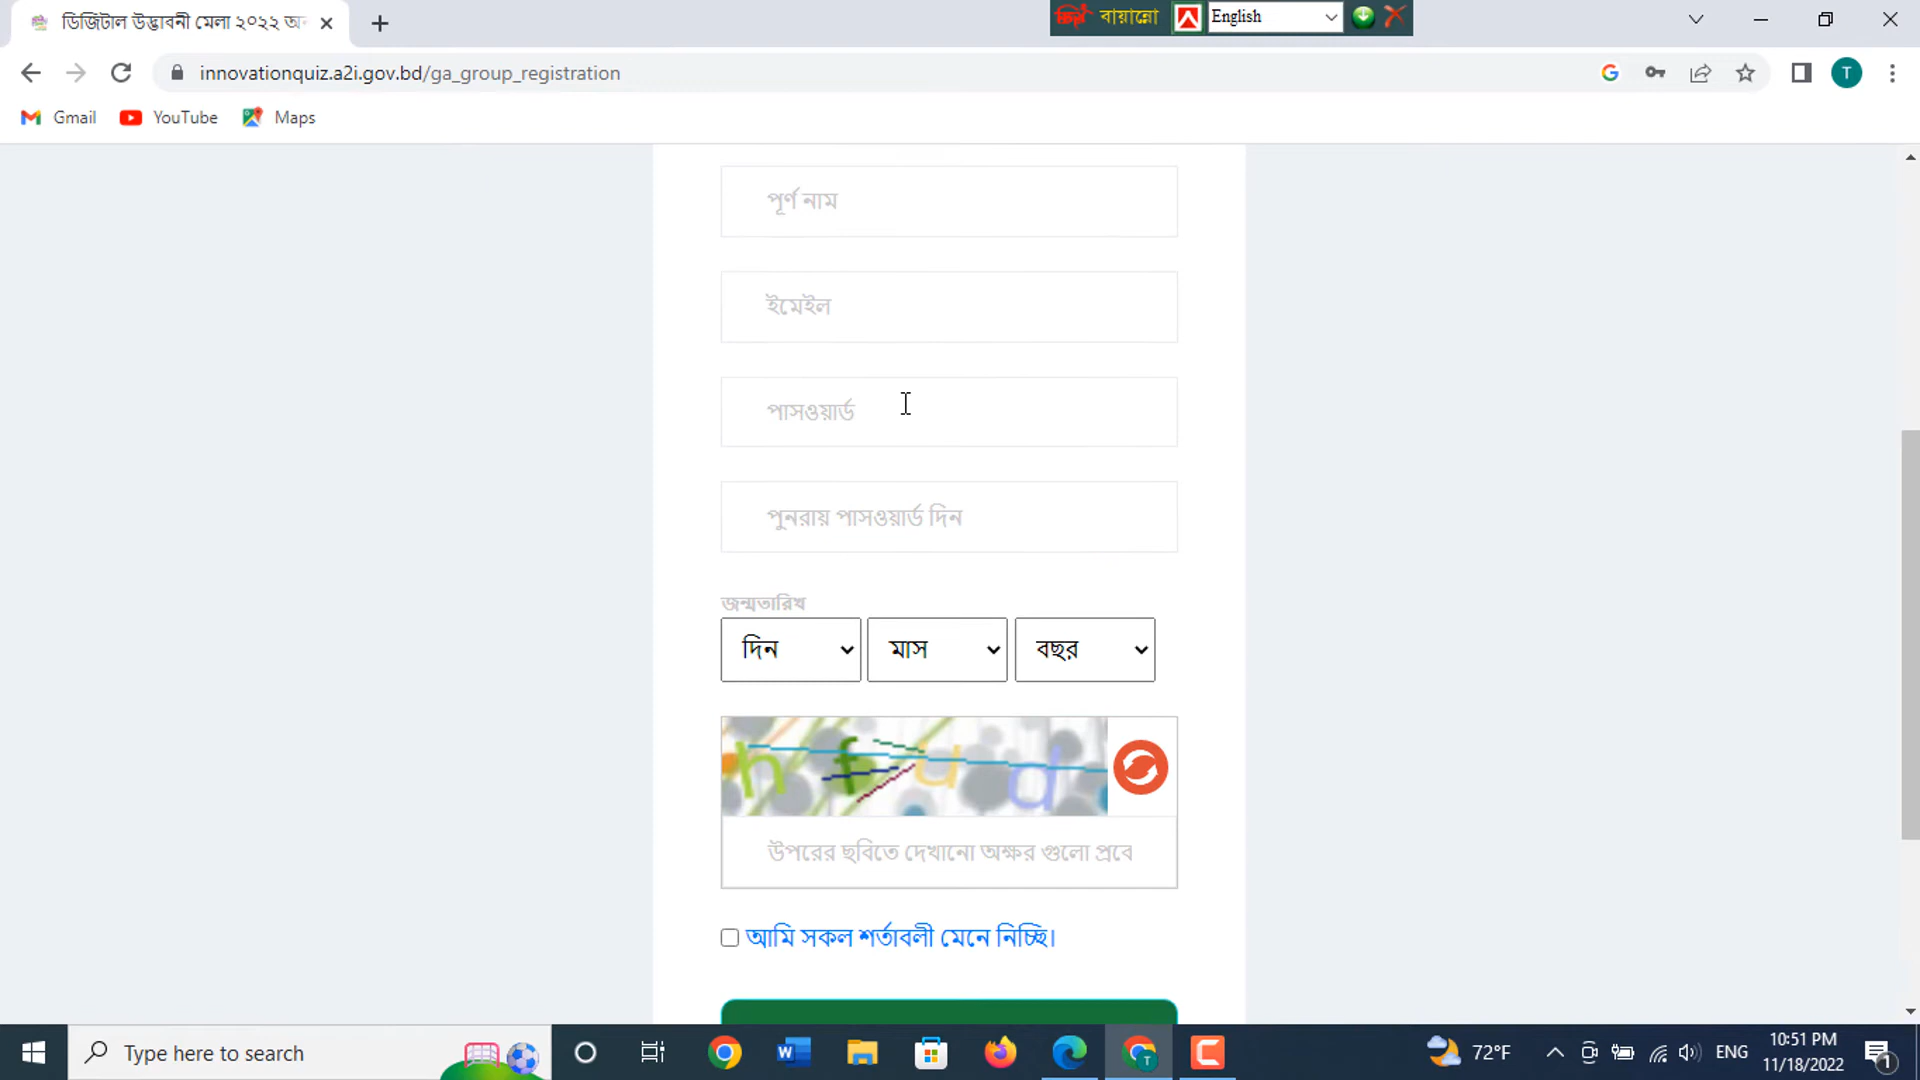 ডিজিটাল উদ্ভাবনী মেলা ২০২২ অন
বায়ান্নো
English
innovationquiz.a2i.gov.bd/ga_group_registration
T
Gmail
YouTube
Maps
পূর্ণ নাম
ইমেইল
পাসওয়ার্ড
পুনরায় পাসওয়ার্ড দিন
জন্মতারিখ
দিন
মাস
বছর
h f u d
উপরের ছবিতে দেখানো অক্ষর গুলো প্রবে
আমি সকল শর্তাবলী মেনে নিচ্ছি।
Type here to search
72°F
ENG
10:51 PM
11/18/2022
1